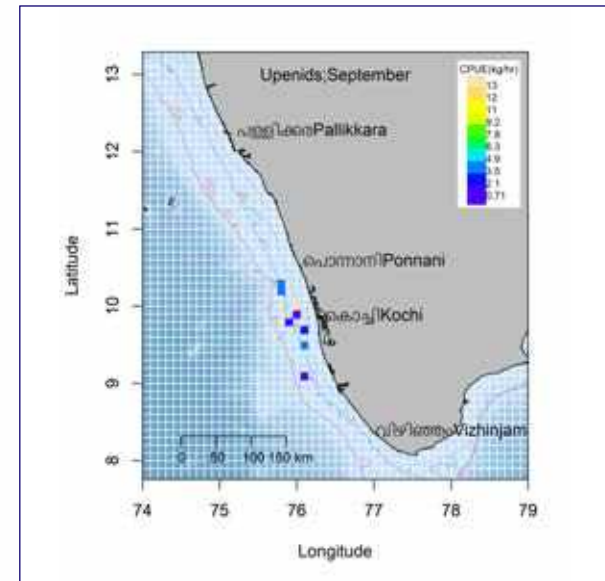 Upenids;September
CPUE(kg/hr)
13
12
11
9.2
7.8
6.3
4.9
3.5
2.1
0.71
പള്ളിക്കരPallikkara
പൊന്നാനിPonnani
കൊച്ചിKochi
വിഴിഞ്ഞംVizhinjam
0 50 100 150 km
Latitude
13
12
11
10
9
8
74 75 76 77 78 79
Longitude